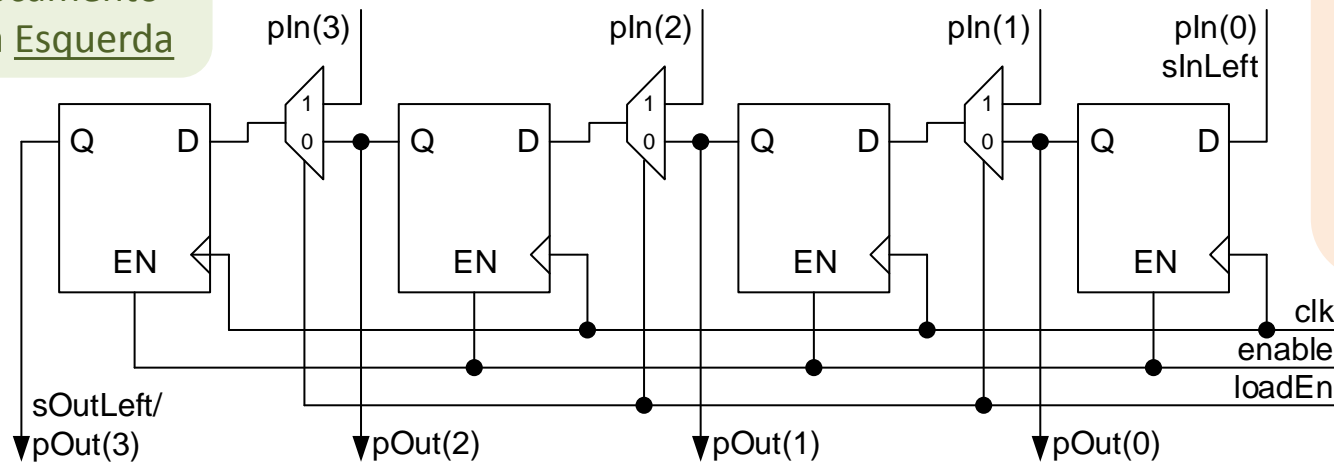 Esquerda
pIn(3) pIn(2) pIn(1) pIn(0)
sInLeft
1 1 1
0 0 0
Q D Q D Q D Q D
EN EN EN EN
clk
enable
loadEn
sOutLeft/
pOut(3) pOut(2) pOut(1) pOut(0)